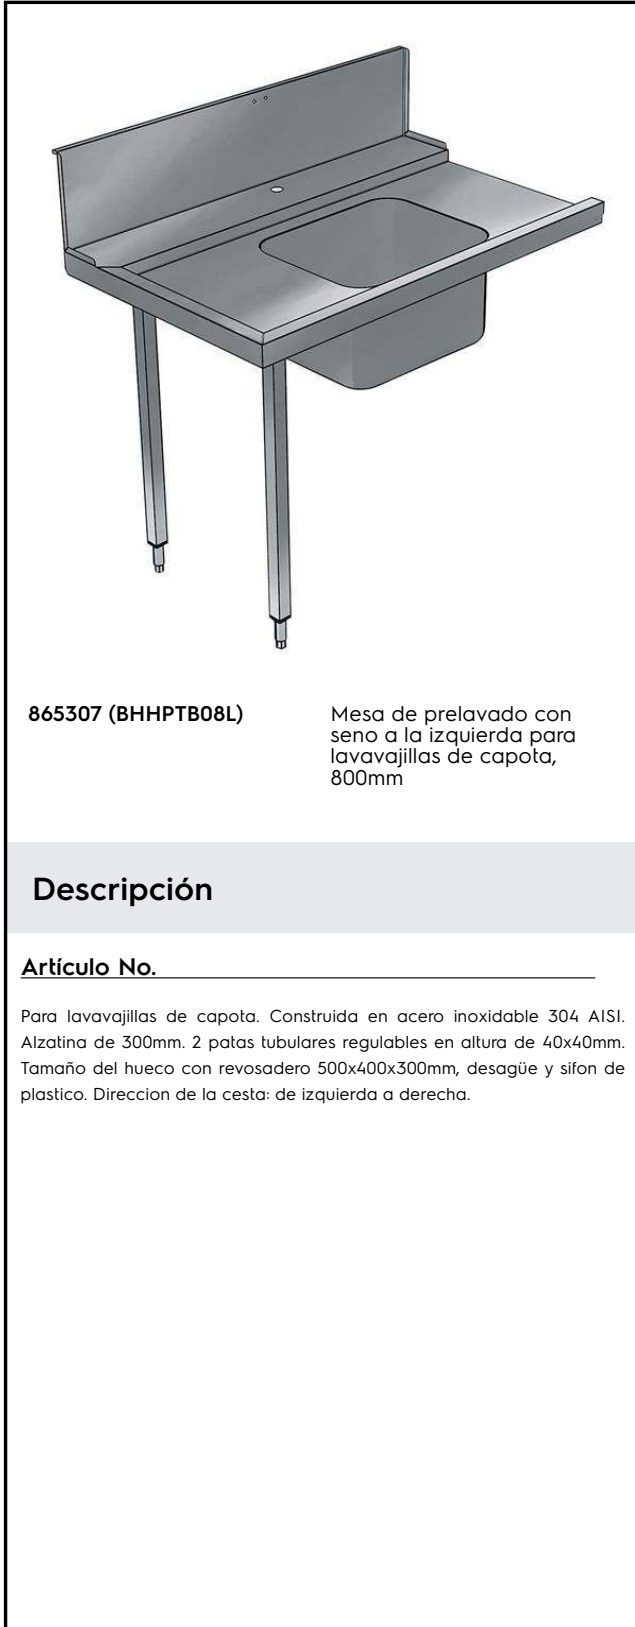 865307 (BHHPTB08L)
Mesa de prelavado con
seno a la izquierda para
lavavajillas de capota,
800mm
Descripción
Artículo No.
Para lavavajillas de capota. Construida en acero inoxidable 304 AISI.
Alzatina de 300mm. 2 patas tubulares regulables en altura de 40x40mm.
Tamaño del hueco con revosadero 500x400x300mm, desagüe y sifon de
plastico. Direccion de la cesta: de izquierda a derecha.